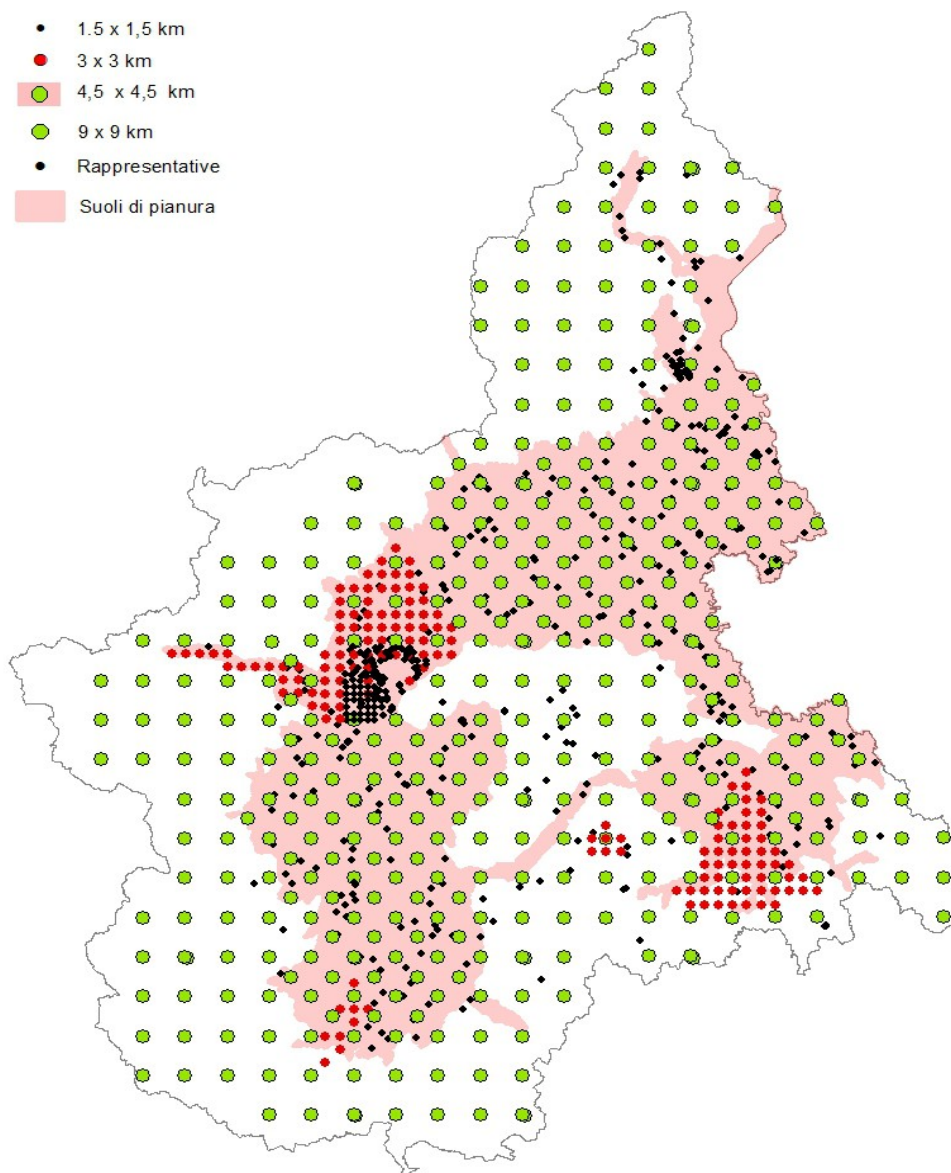 1.5 x 1,5 km
3 x 3 km
4,5 x 4,5 km
9 x 9 km
Rappresentative
Suoli di pianura